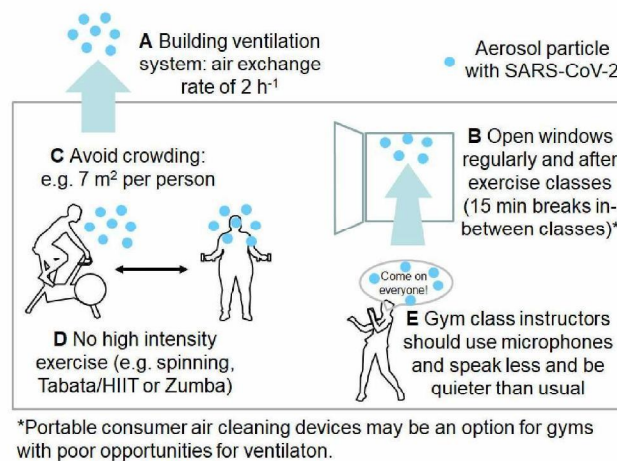 A Building ventilation
system: air exchange
rate of 2 h⁻¹
Aerosol particle
with SARS-CoV-2
C Avoid crowding:
e.g. 7 m² per person
B Open windows
regularly and after
exercise classes
(15 min breaks in-
between classes)*
Come on
everyone!
D No high intensity
exercise (e.g. spinning,
Tabata/HIIT or Zumba)
E Gym class instructors
should use microphones
and speak less and be
quieter than usual
*Portable consumer air cleaning devices may be an option for gyms
with poor opportunities for ventilaton.